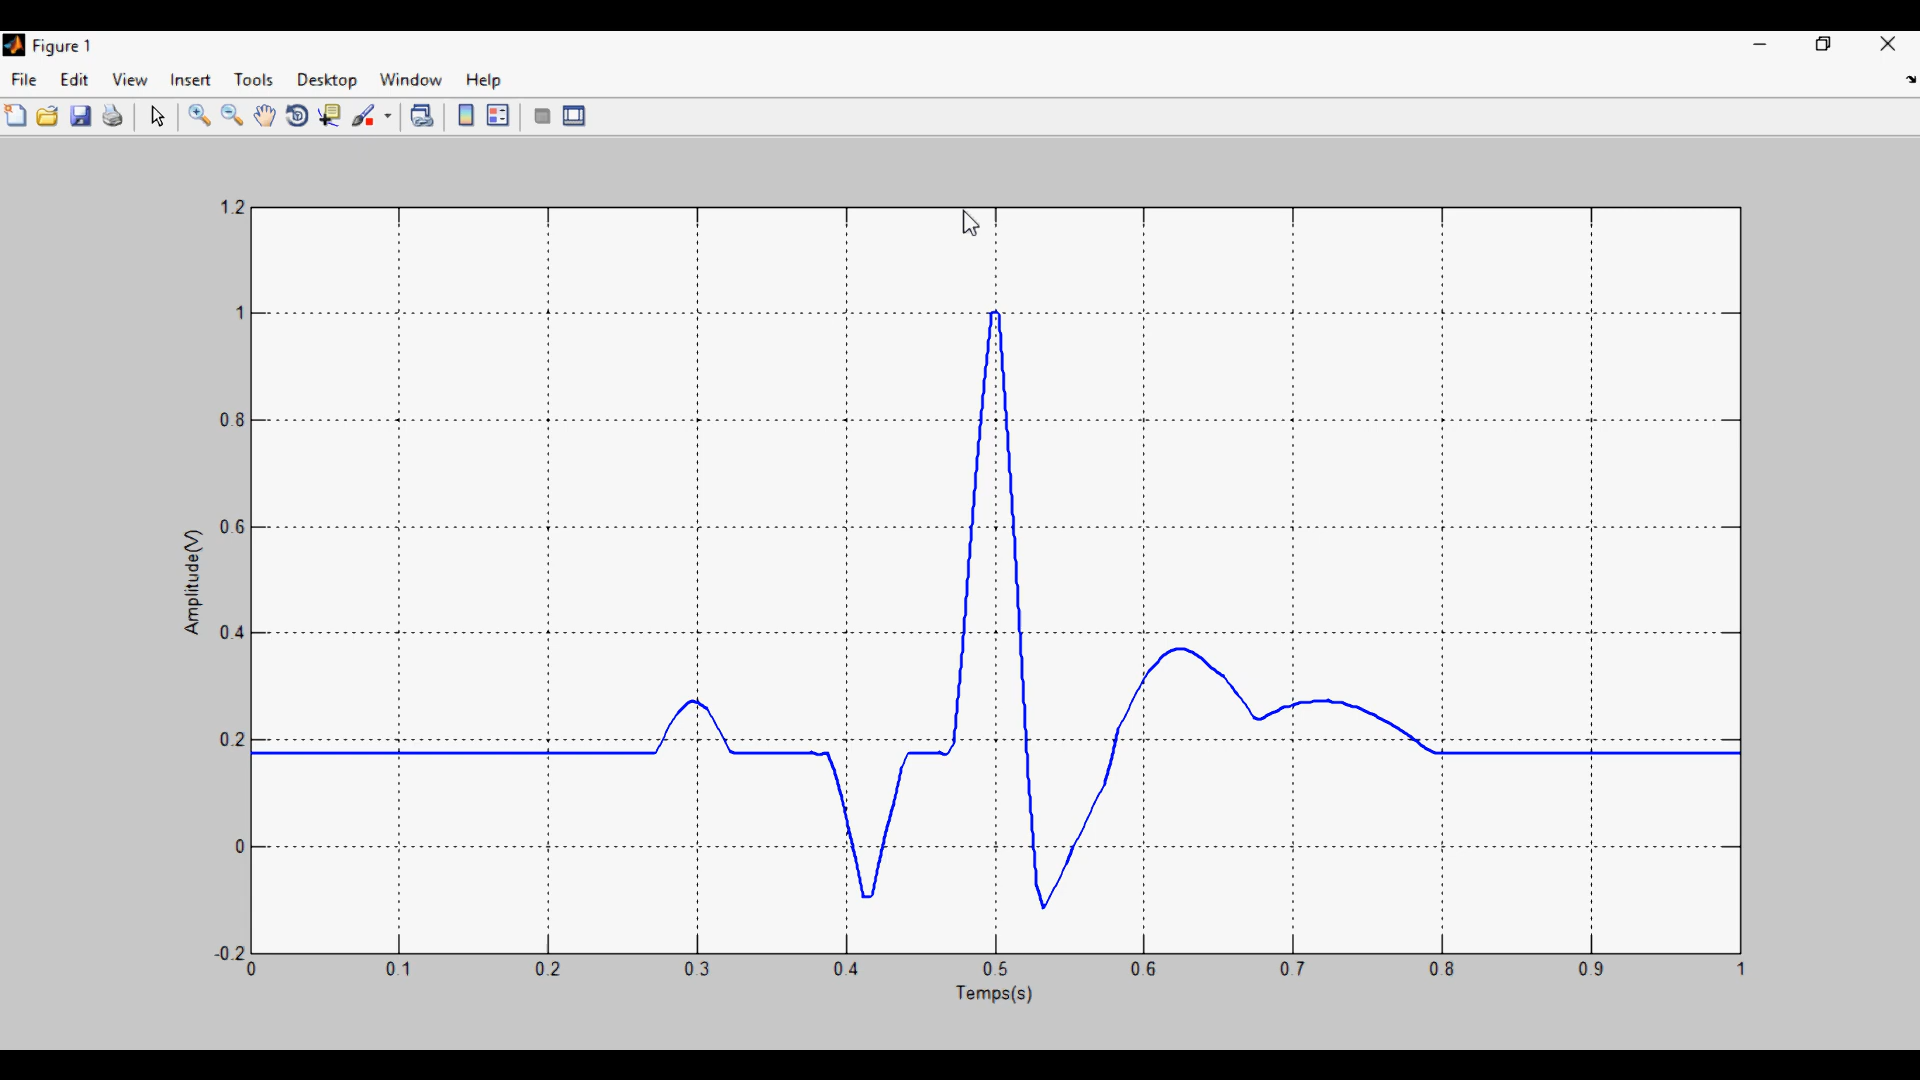 Figure 1
File Edit View Insert Tools Desktop Window Help
1.2
1
0.8
0.6
0.4
0.2
0
-0.2
Amplitude(V)
0 0.1 0.2 0.3 0.4 0.5 0.6 0.7 0.8 0.9 1
Temps(s)